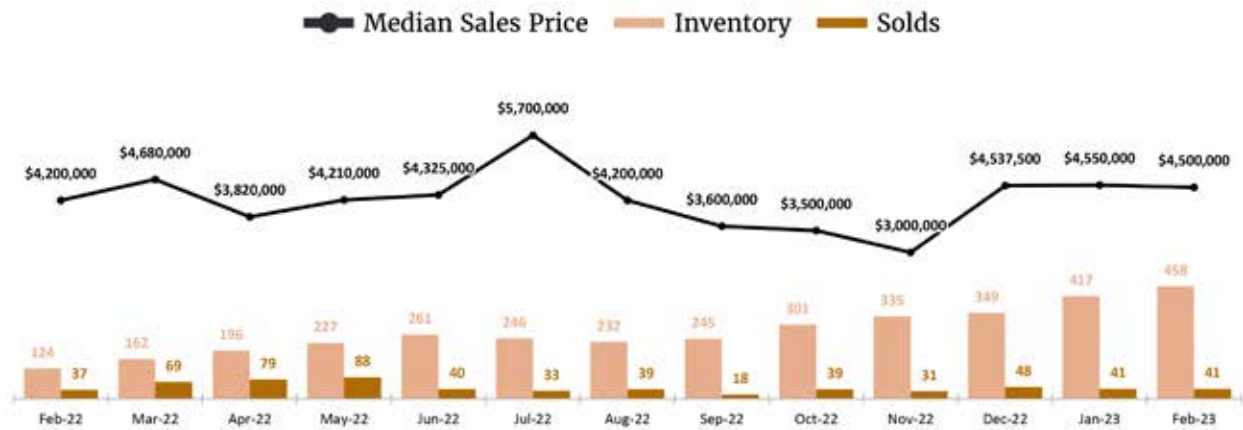 Median Sales Price Inventory Solds
$5,700,000
$4,680,000
$4,537,500 $4,550,000 $4,500,000
$4,200,000 $4,210,000 $4,325,000 $4,200,000
$3,820,000
$3,600,000 $3,500,000
$3,000,000
458
417
335 349
301
261
227 246 232 245
196
162
124
37 69 79 88 40 33 39 18 39 31 48 41 41
Feb-22 Mar-22 Apr-22 May-22 Jun-22 Jul-22 Aug-22 Sep-22 Oct-22 Nov-22 Dec-22 Jan-23 Feb-23